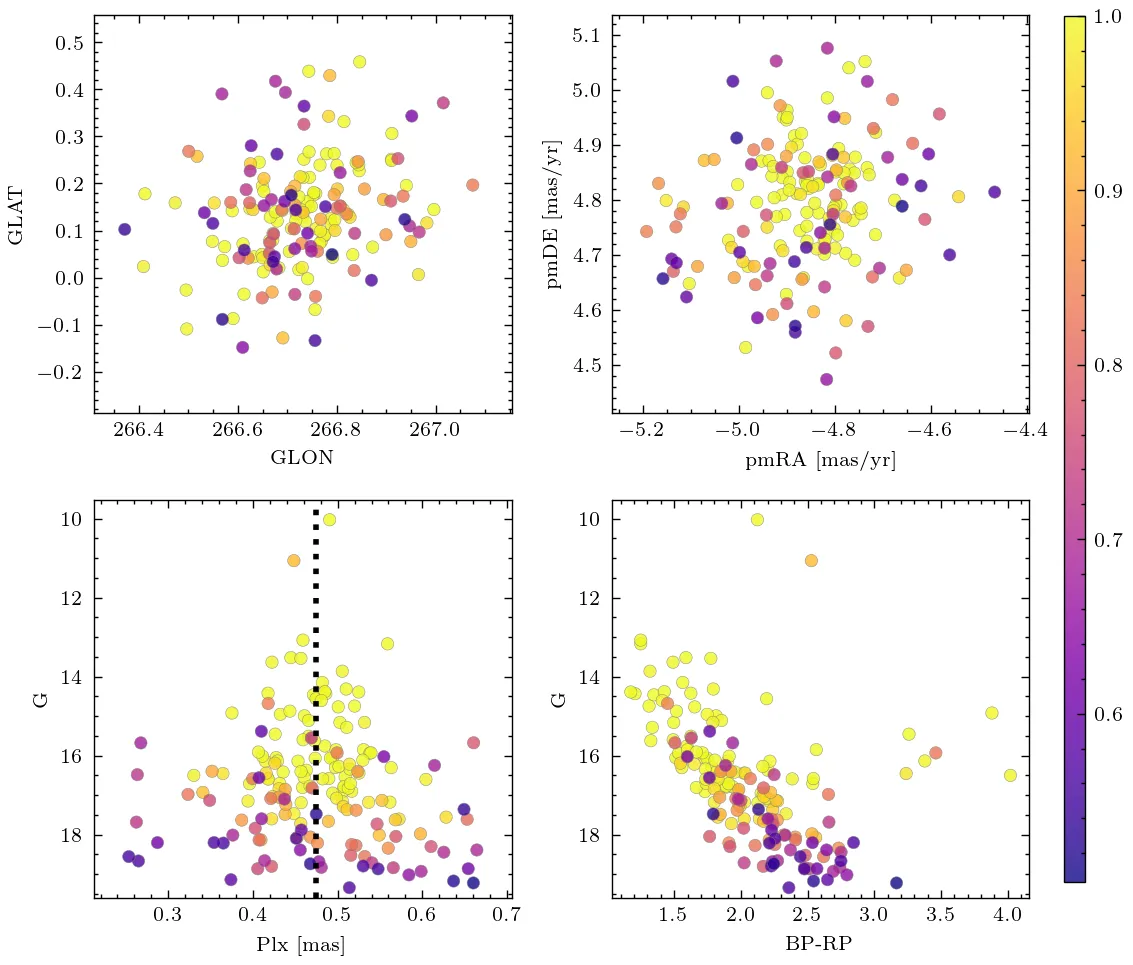 0.5
0.4
0.3
0.2
0.1
0.0
−0.1
−0.2
GLAT
266.4 266.6 266.8 267.0
GLON
5.1
5.0
4.9
4.8
4.7
4.6
4.5
pmDE [mas/yr]
−5.2 −5.0 −4.8 −4.6 −4.4
pmRA [mas/yr]
10
12
14
16
18
G
0.3 0.4 0.5 0.6 0.7
Plx [mas]
10
12
14
16
18
G
1.5 2.0 2.5 3.0 3.5 4.0
BP-RP
1.0
0.9
0.8
0.7
0.6